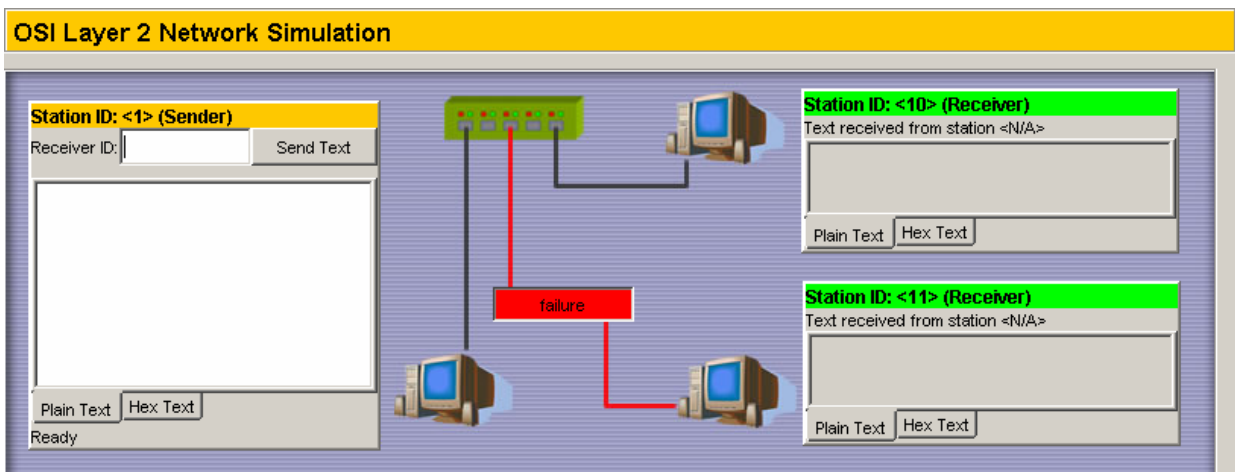 OSI Layer 2 Network Simulation
Station ID: <1> (Sender)
Receiver ID: Send Text
Plain Text Hex Text
Ready
failure
Station ID: <10> (Receiver)
Text received from station <N/A>
Plain Text Hex Text
Station ID: <11> (Receiver)
Text received from station <N/A>
Plain Text Hex Text